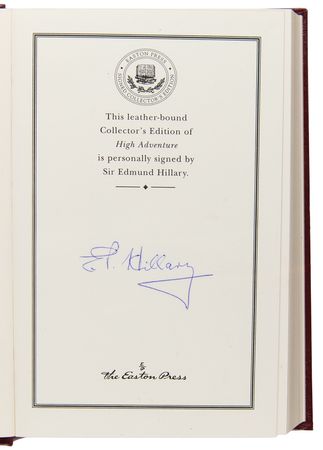 EASTON PRESS
SIGNED COLLECTOR'S EDITION
This leather-bound
Collector's Edition of
High Adventure
is personally signed by
Sir Edmund Hillary.
E.P. Hillary
The Easton Press